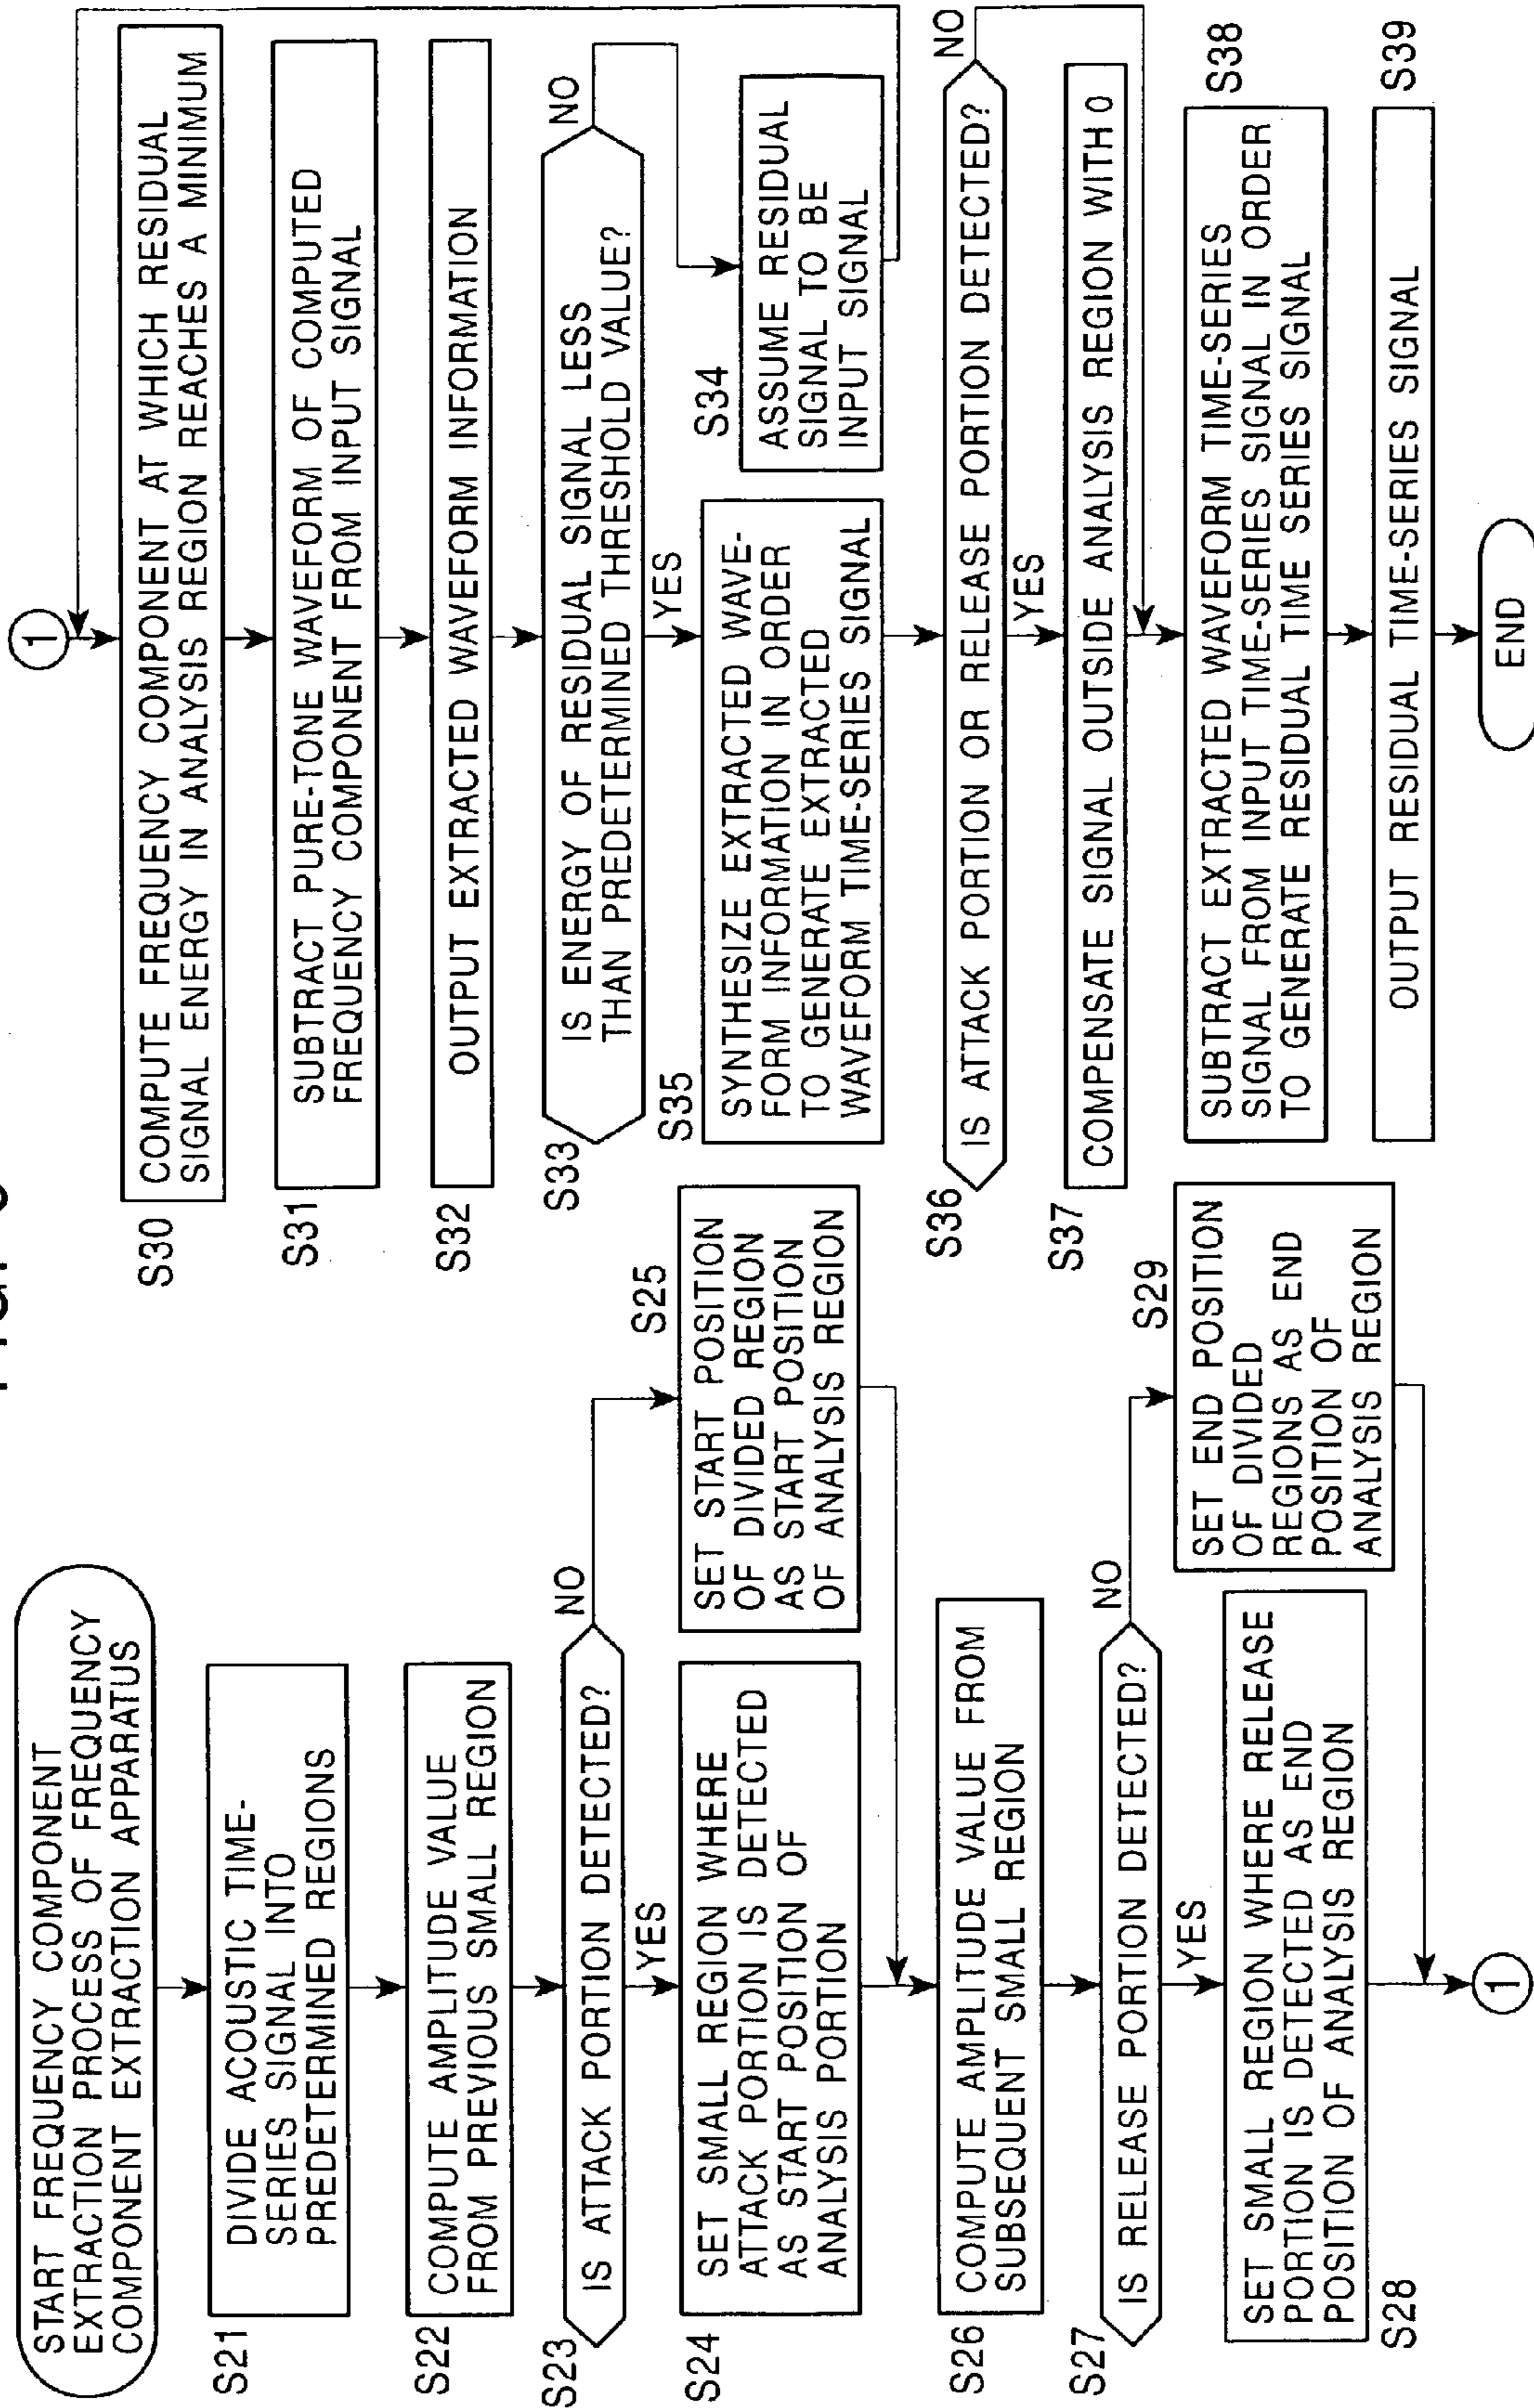 START FREQUENCY COMPONENT
EXTRACTION PROCESS OF FREQUENCY
COMPONENT EXTRACTION APPARATUS
S21
DIVIDE ACOUSTIC TIME-
SERIES SIGNAL INTO
PREDETERMINED REGIONS
S22
COMPUTE AMPLITUDE VALUE
FROM PREVIOUS SMALL REGION
S23
IS ATTACK PORTION DETECTED?
NO
YES
S24
SET SMALL REGION WHERE
ATTACK PORTION IS DETECTED
AS START POSITION OF
ANALYSIS PORTION
S25
SET START POSITION
OF DIVIDED REGION
AS START POSITION
OF ANALYSIS REGION
S26
COMPUTE AMPLITUDE VALUE FROM
SUBSEQUENT SMALL REGION
S27
IS RELEASE PORTION DETECTED?
NO
YES
SET SMALL REGION WHERE RELEASE
PORTION IS DETECTED AS END
POSITION OF ANALYSIS REGION
S28
S29
SET END POSITION
OF DIVIDED
REGIONS AS END
POSITION OF
ANALYSIS REGION
1
1
S30
COMPUTE FREQUENCY COMPONENT AT WHICH RESIDUAL
SIGNAL ENERGY IN ANALYSIS REGION REACHES A MINIMUM
S31
SUBTRACT PURE-TONE WAVEFORM OF COMPUTED
FREQUENCY COMPONENT FROM INPUT SIGNAL
S32
OUTPUT EXTRACTED WAVEFORM INFORMATION
S33
IS ENERGY OF RESIDUAL SIGNAL LESS
THAN PREDETERMINED THRESHOLD VALUE?
NO
YES
S34
ASSUME RESIDUAL
SIGNAL TO BE
INPUT SIGNAL
S35
SYNTHESIZE EXTRACTED WAVE-
FORM INFORMATION IN ORDER
TO GENERATE EXTRACTED
WAVEFORM TIME-SERIES SIGNAL
S36
IS ATTACK PORTION OR RELEASE PORTION DETECTED?
NO
YES
S37
COMPENSATE SIGNAL OUTSIDE ANALYSIS REGION WITH 0
S38
SUBTRACT EXTRACTED WAVEFORM TIME-SERIES
SIGNAL FROM INPUT TIME-SERIES SIGNAL IN ORDER
TO GENERATE RESIDUAL TIME SERIES SIGNAL
S39
OUTPUT RESIDUAL TIME-SERIES SIGNAL
END